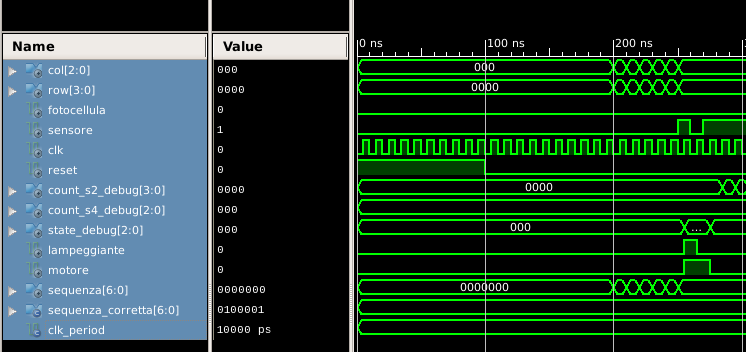 Name Value 0 ns 100 ns 200 ns
col[2:0] 000 000
row[3:0] 0000 0000
fotocellula 0
sensore 1
clk 0
reset 0
count_s2_debug[3:0] 0000 0000
count_s4_debug[2:0] 000
state_debug[2:0] 000 000 ...
lampeggiante 0
motore 0
sequenza[6:0] 0000000 0000000
sequenza_corretta[6:0] 0100001
clk_period 10000 ps